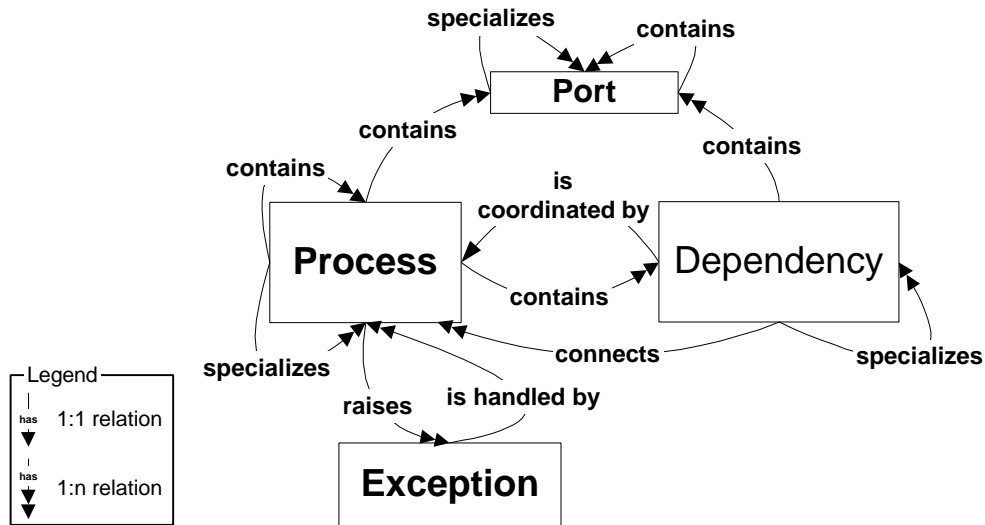 specializes
contains
Port
contains
contains
contains
is
coordinated by
Process
Dependency
contains
specializes
connects
specializes
Legend
has
1:1 relation
raises
is handled by
has
1:n relation
Exception